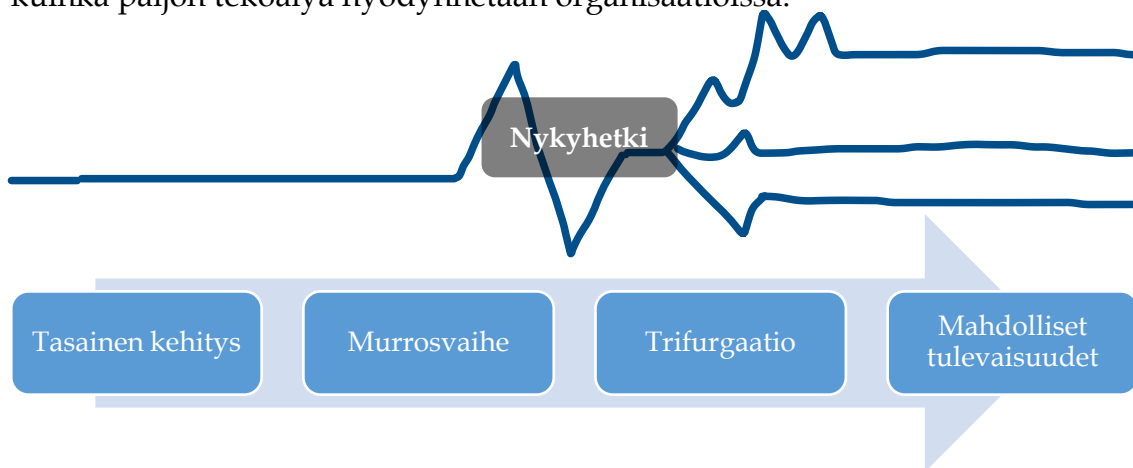 kuinka paljon tekoälyä hyödynnetään organisaatioissa.
Nykyhetki
Tasainen kehitys
Murrosvaihe
Trifurgaatio
Mahdolliset
tulevaisuudet